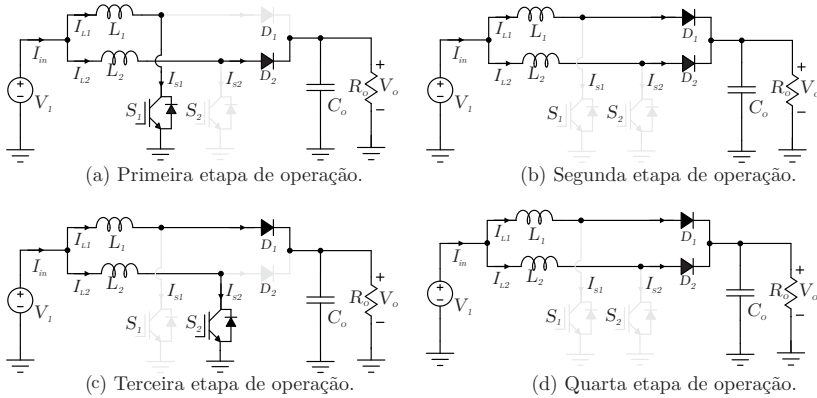 I_L1 L_1 D_1
I_in I_L2 L_2 I_s1 I_s2 D_2
V_1 S_1 S_2 C_o R_o V_o
(a) Primeira etapa de operação.
I_L1 L_1 D_1
I_in I_L2 L_2 I_s1 I_s2 D_2
V_1 S_1 S_2 C_o R_o V_o
(b) Segunda etapa de operação.
I_L1 L_1 D_1
I_in I_L2 L_2 I_s1 I_s2 D_2
V_1 S_1 S_2 C_o R_o V_o
(c) Terceira etapa de operação.
I_L1 L_1 D_1
I_in I_L2 L_2 I_s1 I_s2 D_2
V_1 S_1 S_2 C_o R_o V_o
(d) Quarta etapa de operação.